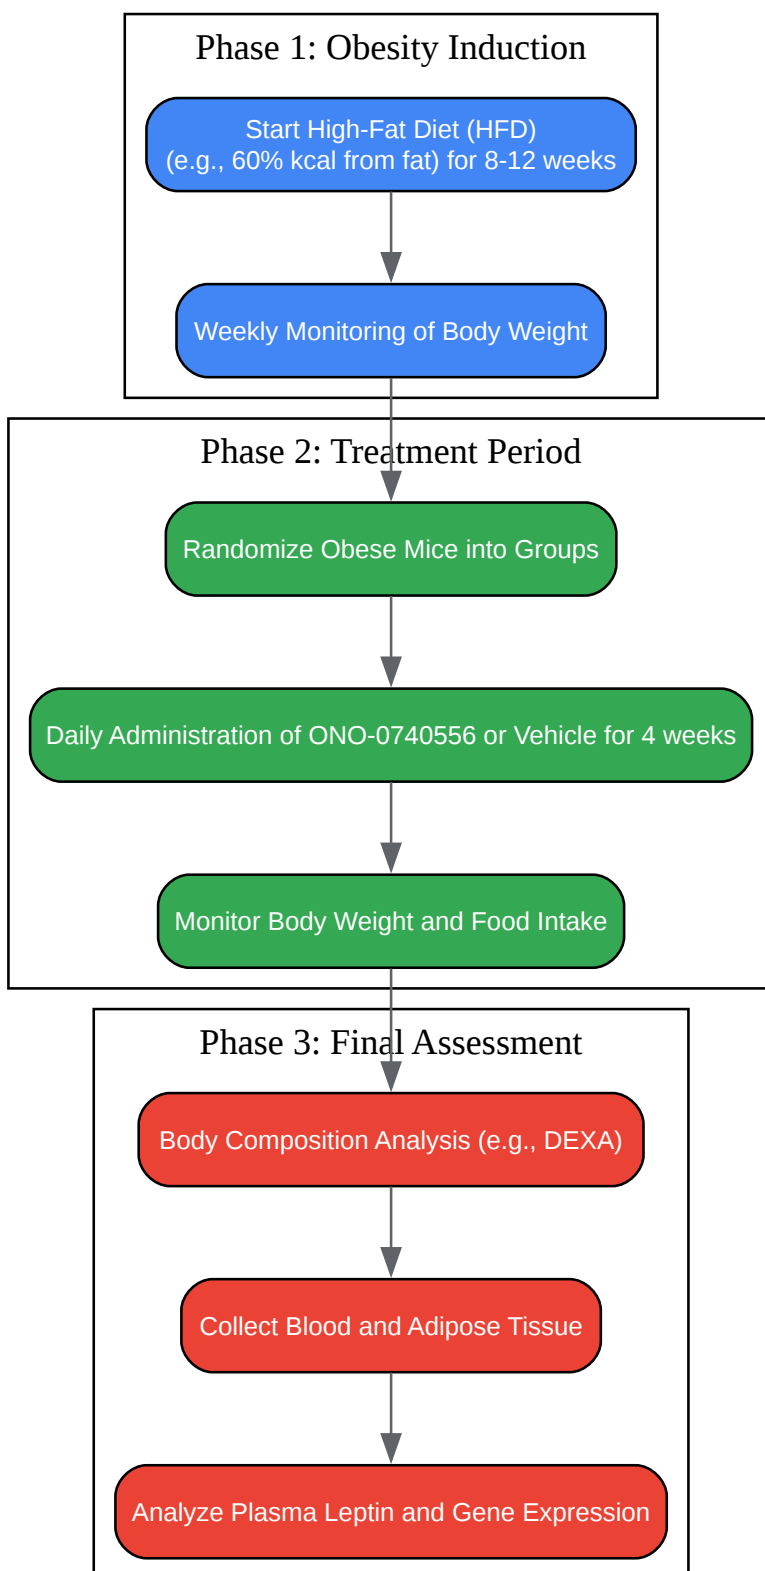 Phase 1: Obesity Induction
Start High-Fat Diet (HFD)
(e.g., 60% kcal from fat) for 8-12 weeks
Weekly Monitoring of Body Weight
Phase 2: Treatment Period
Randomize Obese Mice into Groups
Daily Administration of ONO-0740556 or Vehicle for 4 weeks
Monitor Body Weight and Food Intake
Phase 3: Final Assessment
Body Composition Analysis (e.g., DEXA)
Collect Blood and Adipose Tissue
Analyze Plasma Leptin and Gene Expression